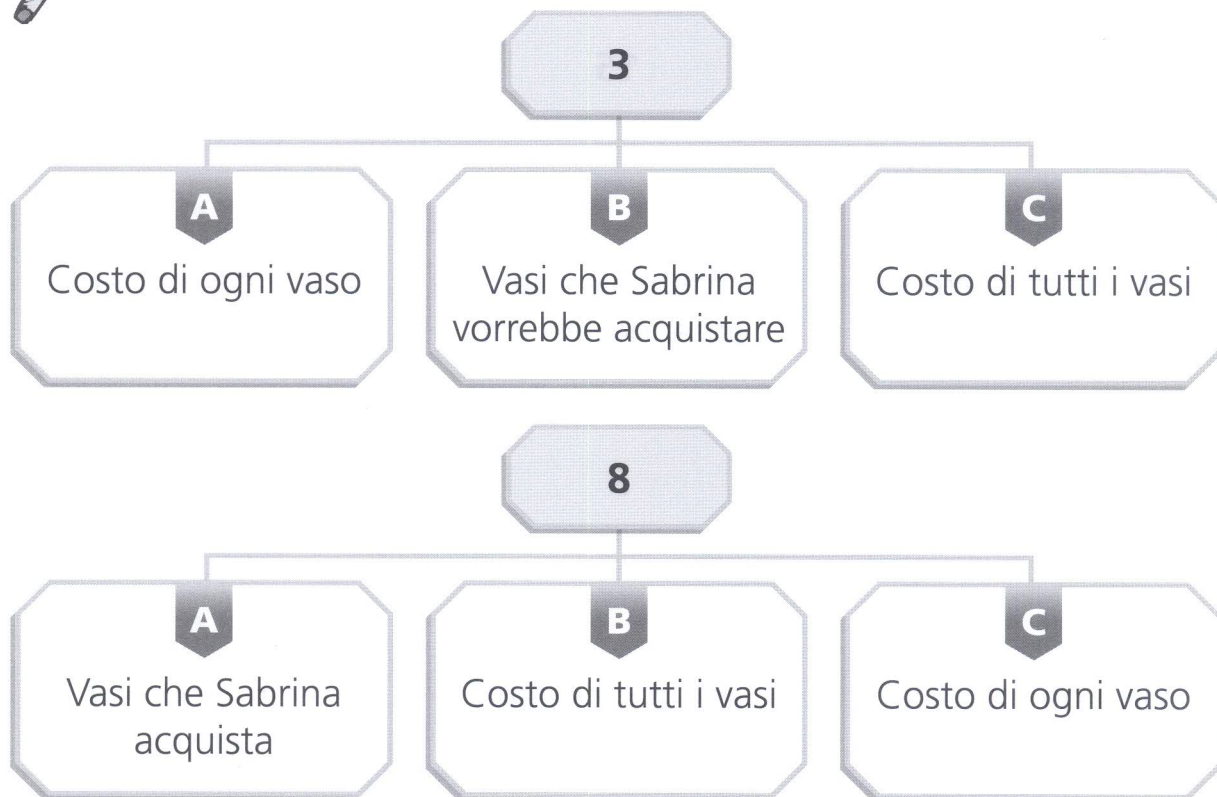 3
A
B
C
Costo di ogni vaso
Vasi che Sabrina
vorrebbe acquistare
Costo di tutti i vasi
8
A
B
C
Vasi che Sabrina
acquista
Costo di tutti i vasi
Costo di ogni vaso